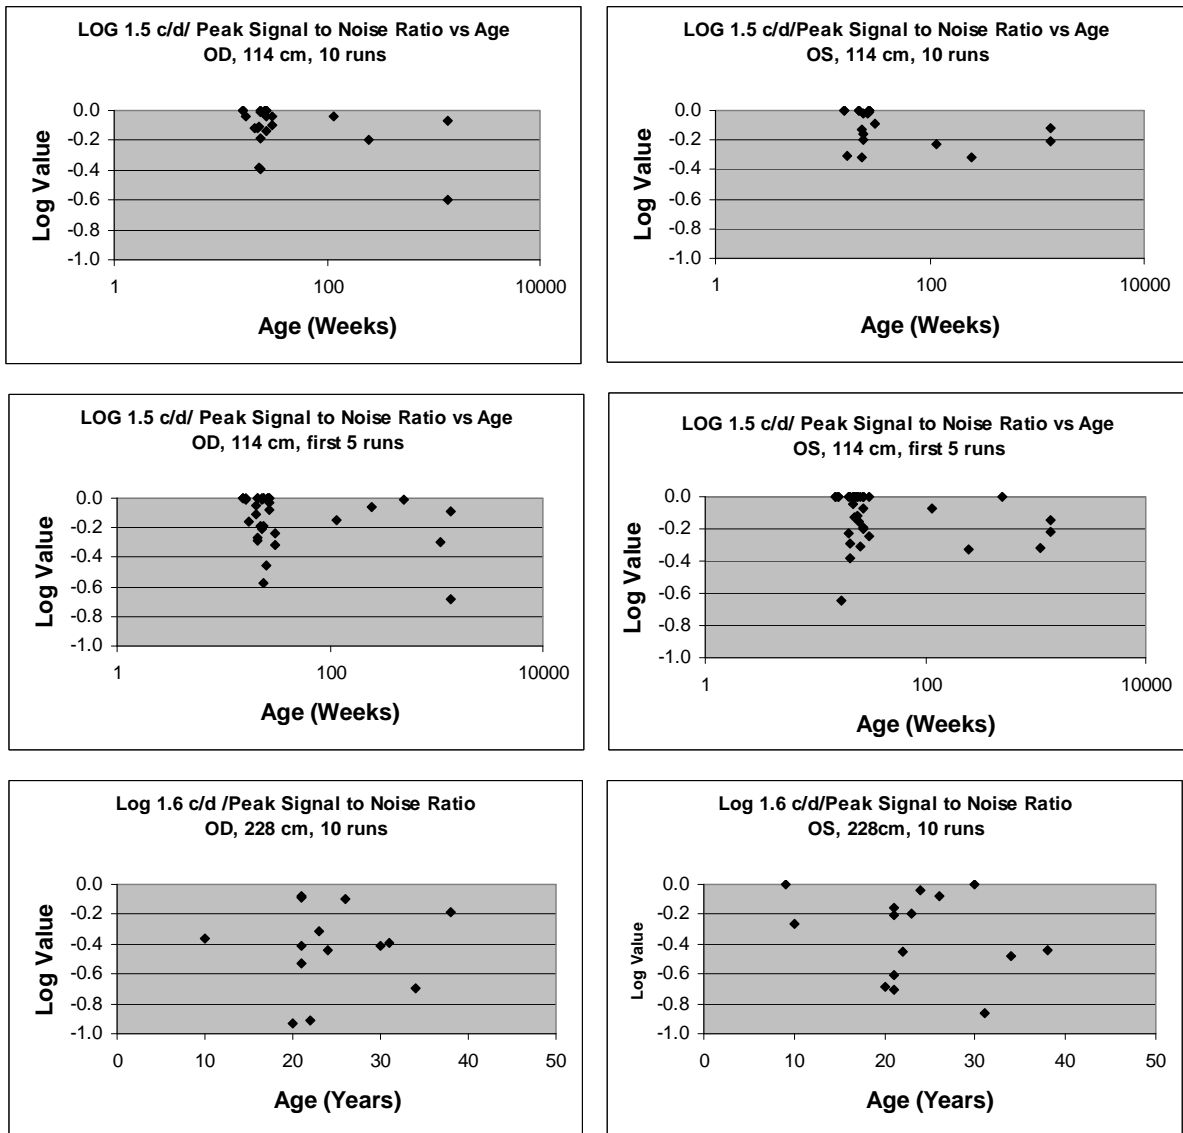 LOG 1.5 c/d/ Peak Signal to Noise Ratio vs Age
OD, 114 cm, 10 runs
0.0
-0.2
-0.4
-0.6
-0.8
-1.0
1
100
10000
Log Value
Age (Weeks)
LOG 1.5 c/d/Peak Signal to Noise Ratio vs Age
OS, 114 cm, 10 runs
0.0
-0.2
-0.4
-0.6
-0.8
-1.0
1
100
10000
Log Value
Age (Weeks)
LOG 1.5 c/d/ Peak Signal to Noise Ratio vs Age
OD, 114 cm, first 5 runs
0.0
-0.2
-0.4
-0.6
-0.8
-1.0
1
100
10000
Log Value
Age (Weeks)
LOG 1.5 c/d/ Peak Signal to Noise Ratio vs Age
OS, 114 cm, first 5 runs
0.0
-0.2
-0.4
-0.6
-0.8
-1.0
1
100
10000
Log Value
Age (Weeks)
Log 1.6 c/d /Peak Signal to Noise Ratio
OD, 228 cm, 10 runs
0.0
-0.2
-0.4
-0.6
-0.8
-1.0
0
10
20
30
40
50
Log Value
Age (Years)
Log 1.6 c/d/Peak Signal to Noise Ratio
OS, 228cm, 10 runs
0.0
-0.2
-0.4
-0.6
-0.8
-1.0
0
10
20
30
40
50
Log Value
Age (Years)